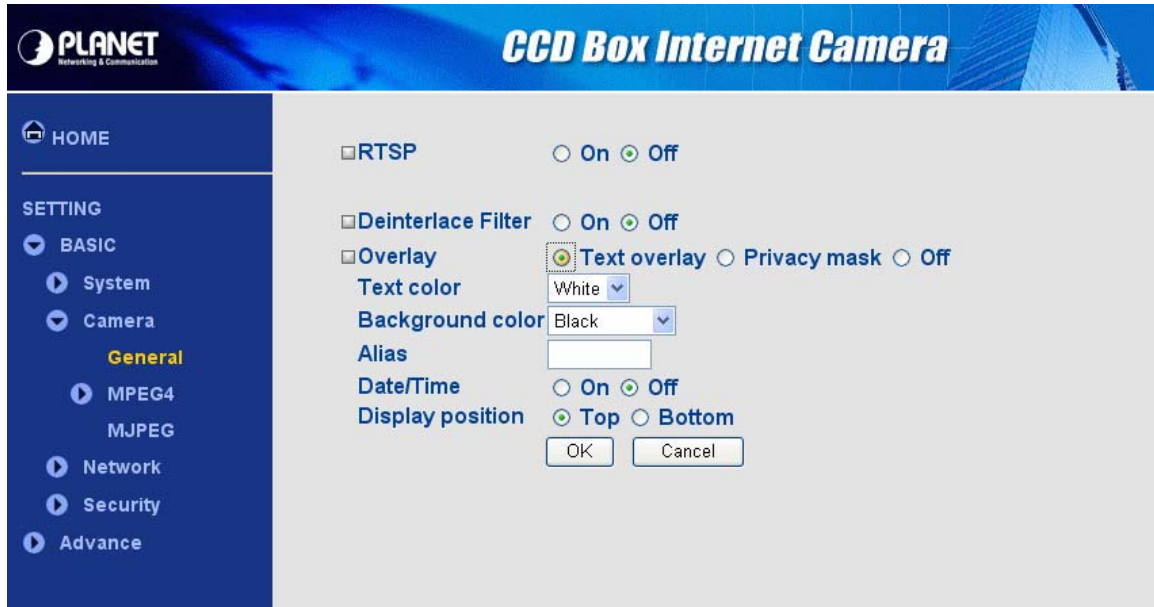 PLANET
Networking & Communication
CCD Box Internet Camera
HOME
SETTING
BASIC
System
Camera
General
MPEG4
MJPEG
Network
Security
Advance
RTSP On Off
Deinterlace Filter On Off
Overlay Text overlay Privacy mask Off
Text color White
Background color Black
Alias
Date/Time On Off
Display position Top Bottom
OK Cancel